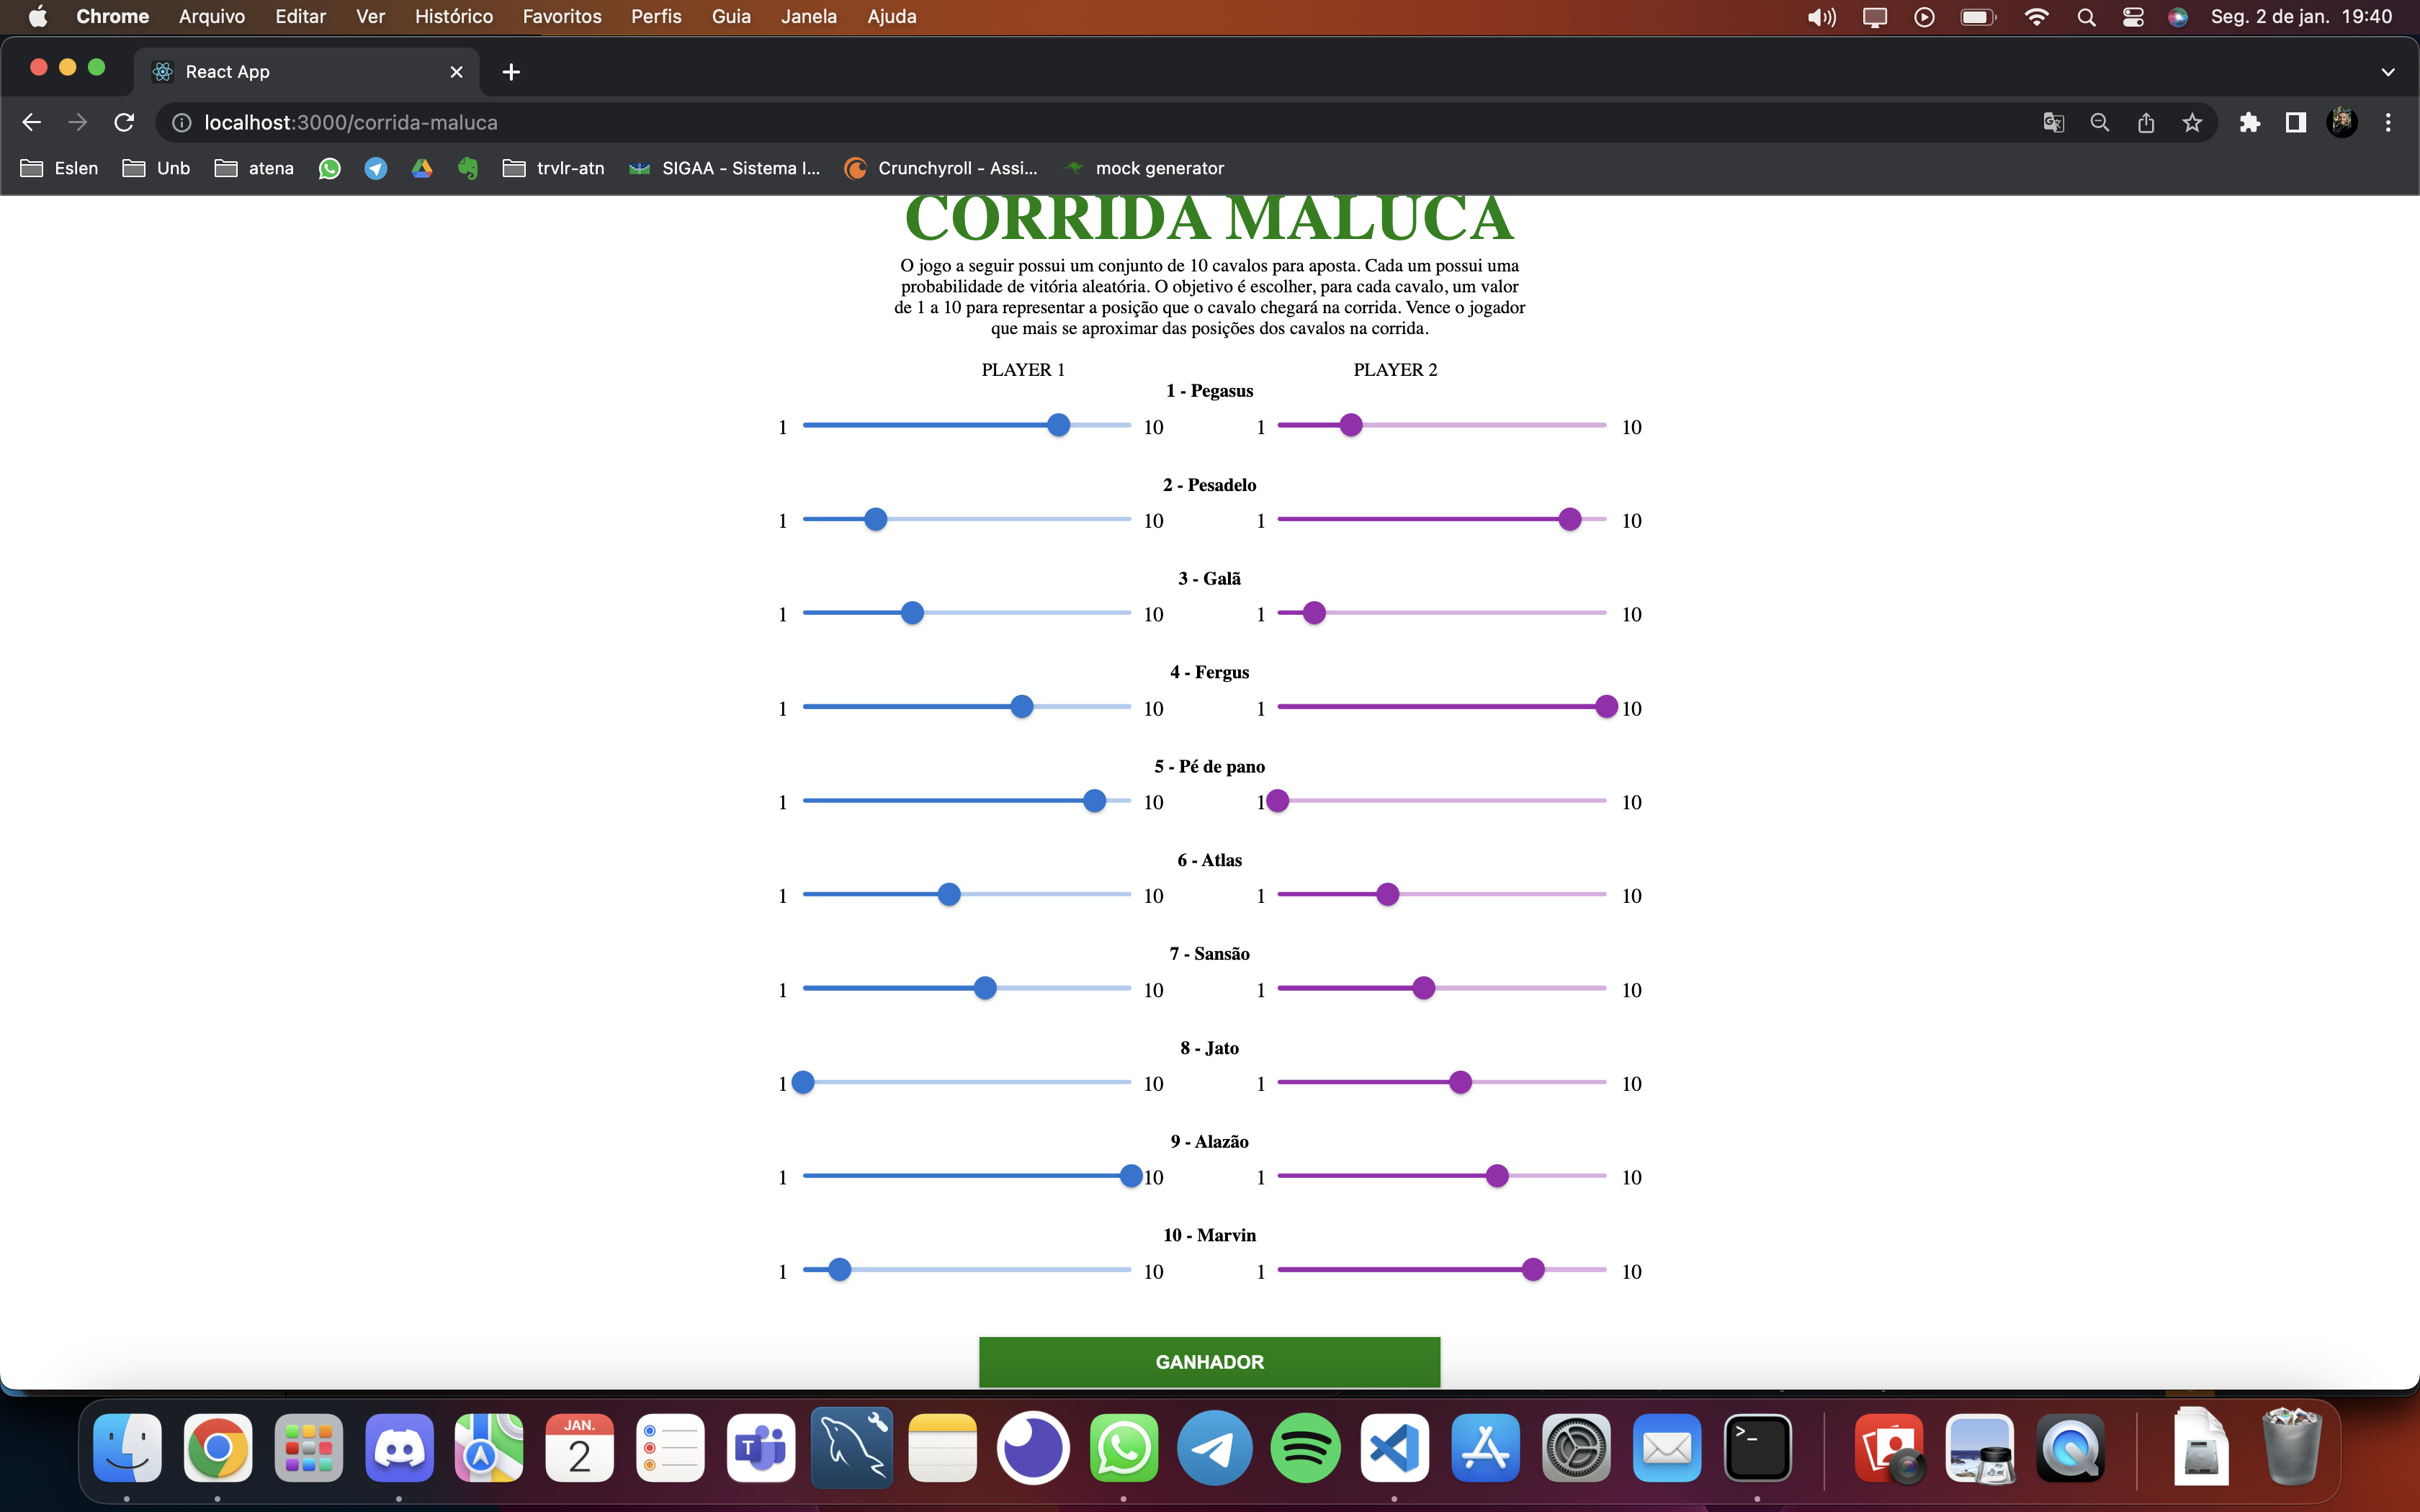 Chrome Arquivo Editar Ver Histórico Favoritos Perfis Guia Janela Ajuda Seg. 2 de jan. 19:40
React App
localhost:3000/corrida-maluca
Eslen Unb atena trvlr-atn SIGAA - Sistema I... Crunchyroll - Assi... mock generator
CORRIDA MALUCA
O jogo a seguir possui um conjunto de 10 cavalos para aposta. Cada um possui uma
probabilidade de vitória aleatória. O objetivo é escolher, para cada cavalo, um valor
de 1 a 10 para representar a posição que o cavalo chegará na corrida. Vence o jogador
que mais se aproximar das posições dos cavalos na corrida.
PLAYER 1 PLAYER 2
1 - Pegasus
1 10 1 10
2 - Pesadelo
1 10 1 10
3 - Galã
1 10 1 10
4 - Fergus
1 10 1 10
5 - Pé de pano
1 10 1 10
6 - Atlas
1 10 1 10
7 - Sansão
1 10 1 10
8 - Jato
1 10 1 10
9 - Alazão
1 10 1 10
10 - Marvin
1 10 1 10
GANHADOR
JAN.
2
T
>_